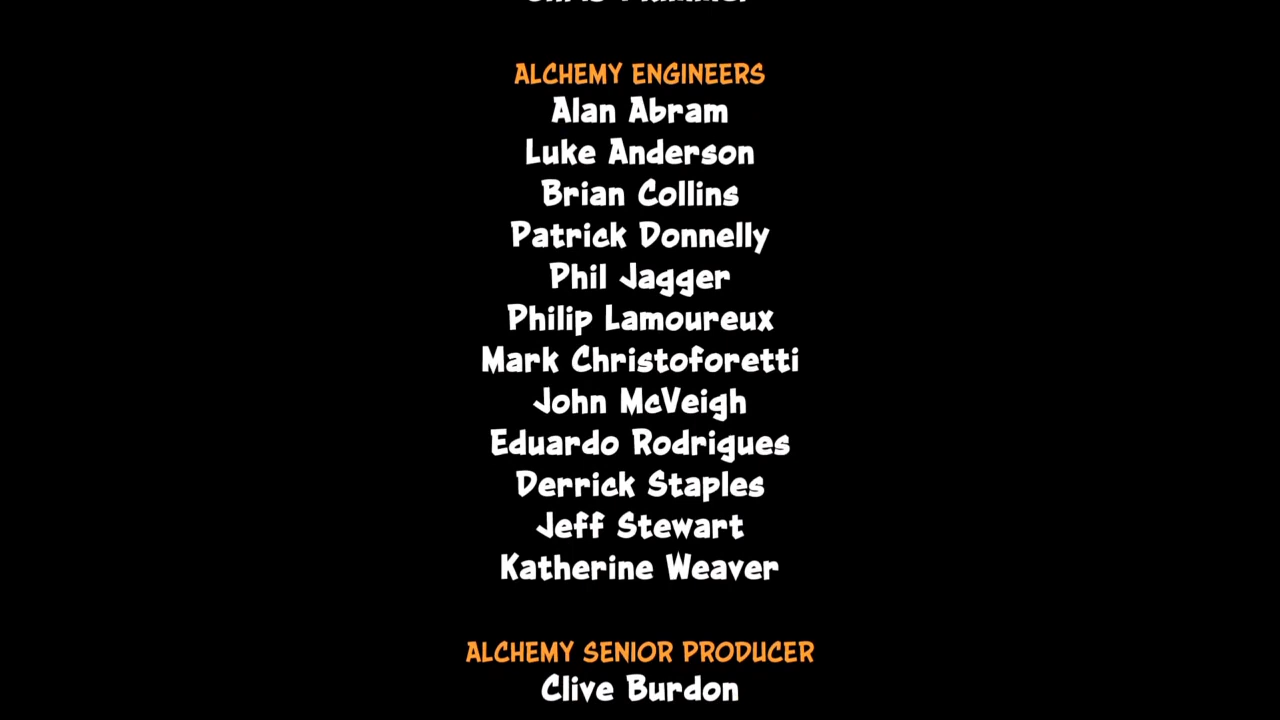 ALCHEMY ENGINEERS
Alan Abram
Luke Anderson
Brian Collins
Patrick Donnelly
Phil Jagger
Philip Lamoureux
Mark Christoforetti
John McVeigh
Eduardo Rodrigues
Derrick Staples
Jeff Stewart
Katherine Weaver
ALCHEMY SENIOR PRODUCER
Clive Burdon